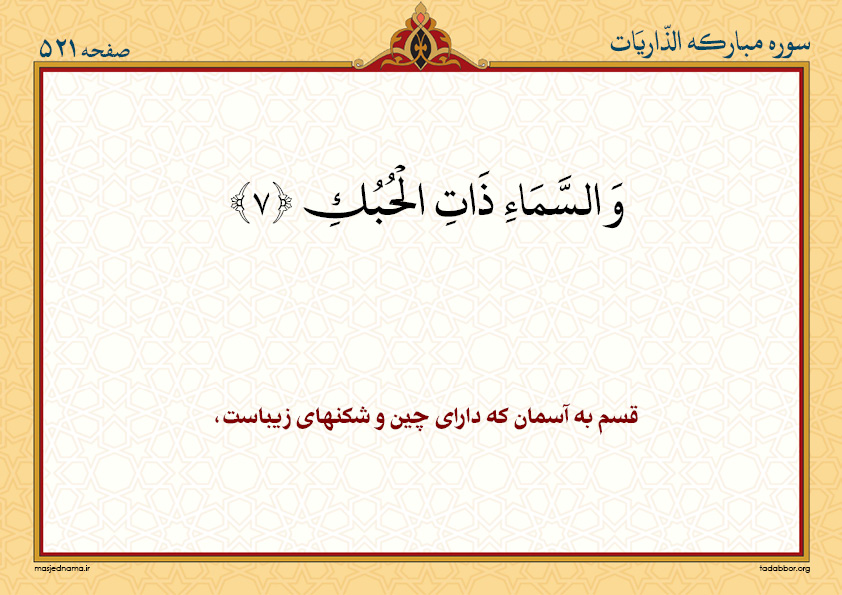 سوره مبارکه الذّاریَات
صفحه ۵۲۱
وَ السَّمَاءِ ذَاتِ الْحُبُكِ ﴿۷﴾
قسم به آسمان که دارای چین و شکنهای زیباست،
masjednama.ir
tadabbor.org